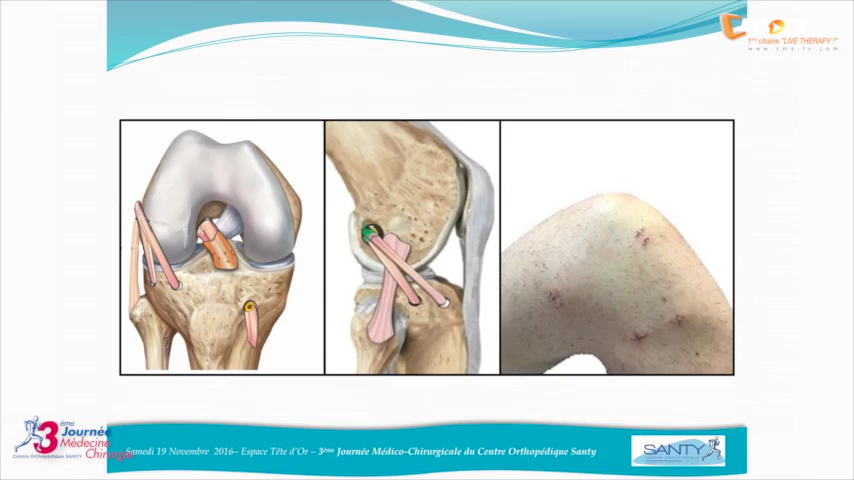 1ère chaîne "LIVE THERAPY !"
www.cms-tv.com
3ème Journée
Médecine
Chirurgie
Centre Orthopédique SANTY
Samedi 19 Novembre 2016– Espace Tête d'Or – 3ème Journée Médico-Chirurgicale du Centre Orthopédique Santy
SANTY